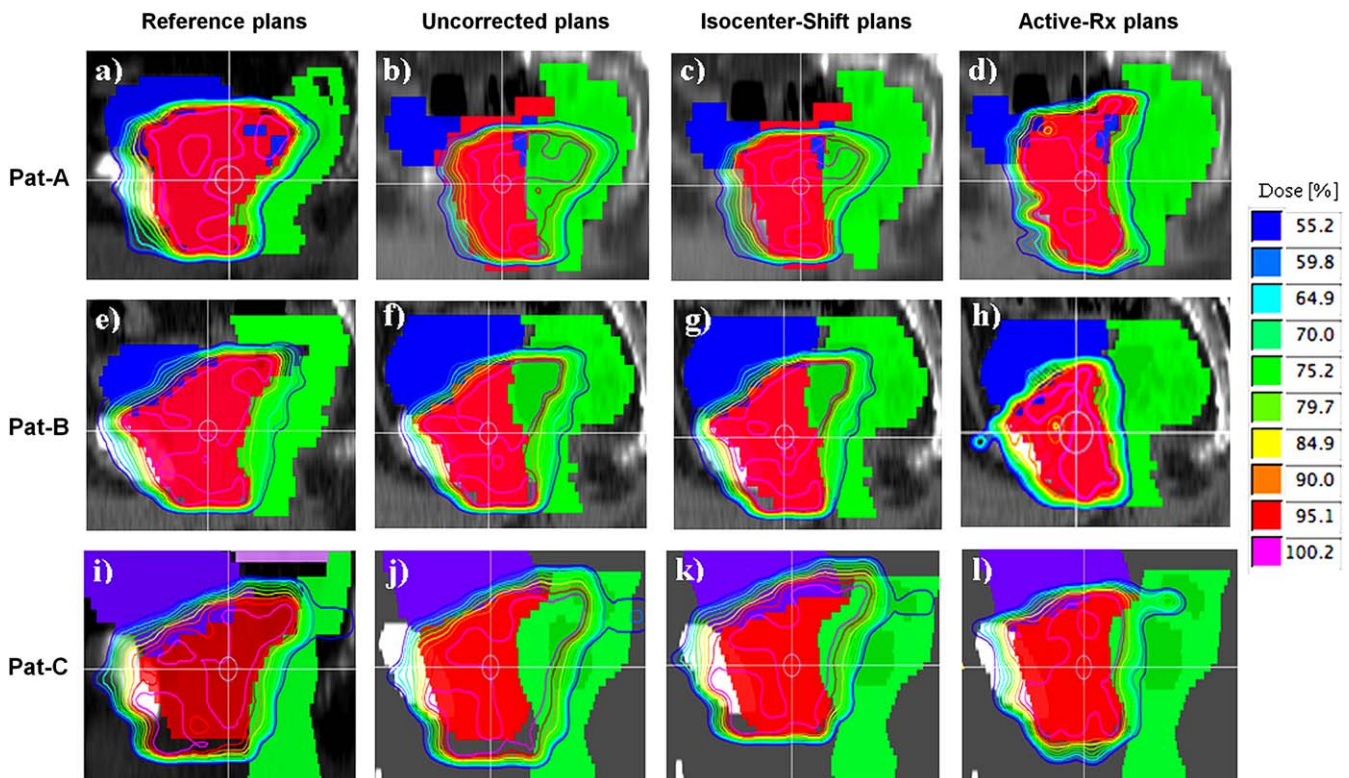 Reference plans Uncorrected plans Isocenter-Shift plans Active-Rx plans
a) b) c) d)
Pat-A
e) f) g) h)
Pat-B
i) j) k) l)
Pat-C
Dose [%]
55.2
59.8
64.9
70.0
75.2
79.7
84.9
90.0
95.1
100.2